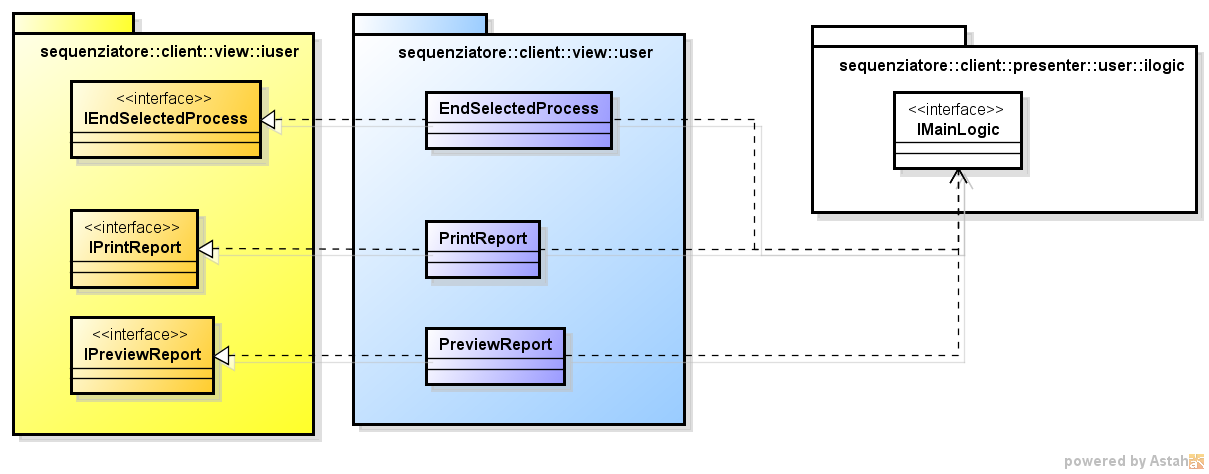 sequenziatore::client::view::iuser
<<interface>>
IEndSelectedProcess
<<interface>>
IPrintReport
<<interface>>
IPreviewReport
sequenziatore::client::view::user
EndSelectedProcess
PrintReport
PreviewReport
sequenziatore::client::presenter::user::ilogic
<<interface>>
IMainLogic
powered by Astah